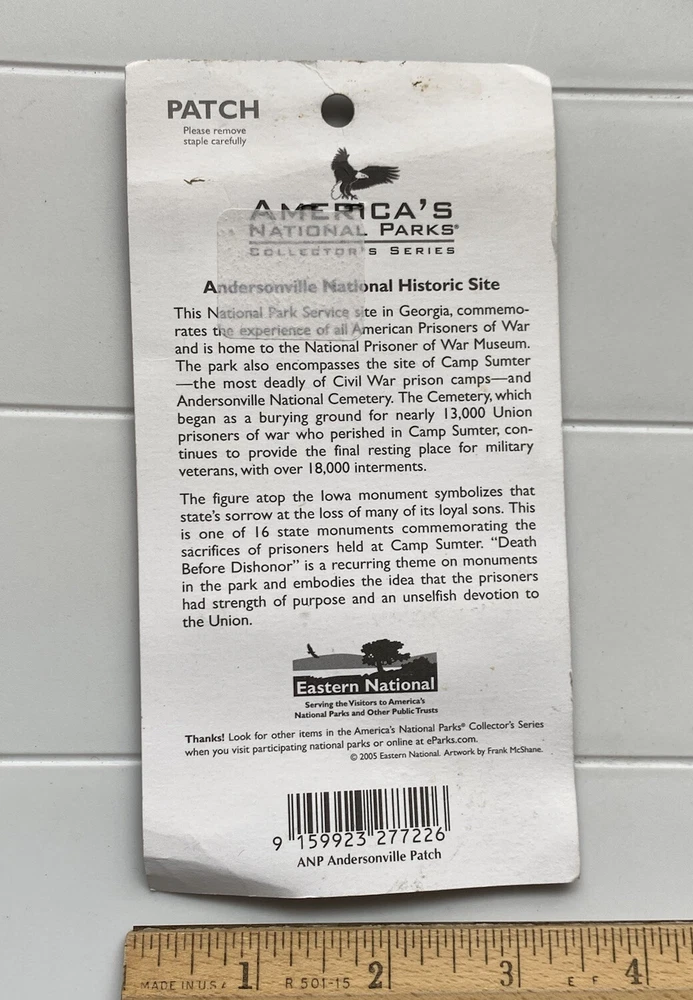 PATCH
Please remove
staple carefully
AMERICA'S
NATIONAL PARKS®
COLLECTOR'S SERIES
Andersonville National Historic Site
This National Park Service site in Georgia, commemo-
rates the experience of all American Prisoners of War
and is home to the National Prisoner of War Museum.
The park also encompasses the site of Camp Sumter
—the most deadly of Civil War prison camps—and
Andersonville National Cemetery. The Cemetery, which
began as a burying ground for nearly 13,000 Union
prisoners of war who perished in Camp Sumter, con-
tinues to provide the final resting place for military
veterans, with over 18,000 interments.
The figure atop the Iowa monument symbolizes that
state's sorrow at the loss of many of its loyal sons. This
is one of 16 state monuments commemorating the
sacrifices of prisoners held at Camp Sumter. "Death
Before Dishonor" is a recurring theme on monuments
in the park and embodies the idea that the prisoners
had strength of purpose and an unselfish devotion to
the Union.
Eastern National
Serving the Visitors to America's
National Parks and Other Public Trusts
Thanks! Look for other items in the America's National Parks® Collector's Series
when you visit participating national parks or online at eParks.com.
© 2005 Eastern National. Artwork by Frank McShane.
9 159923 277226
ANP Andersonville Patch
MADE IN U.S.A 1 R 501-15 2 3 E F 4